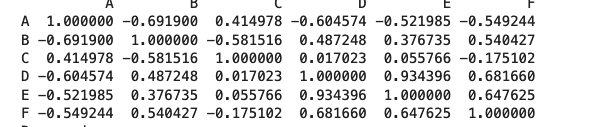 A B C D E F
A 1.000000 -0.691900 0.414978 -0.604574 -0.521985 -0.549244
B -0.691900 1.000000 -0.581516 0.487248 0.376735 0.540427
C 0.414978 -0.581516 1.000000 0.017023 0.055766 -0.175102
D -0.604574 0.487248 0.017023 1.000000 0.934396 0.681660
E -0.521985 0.376735 0.055766 0.934396 1.000000 0.647625
F -0.549244 0.540427 -0.175102 0.681660 0.647625 1.000000